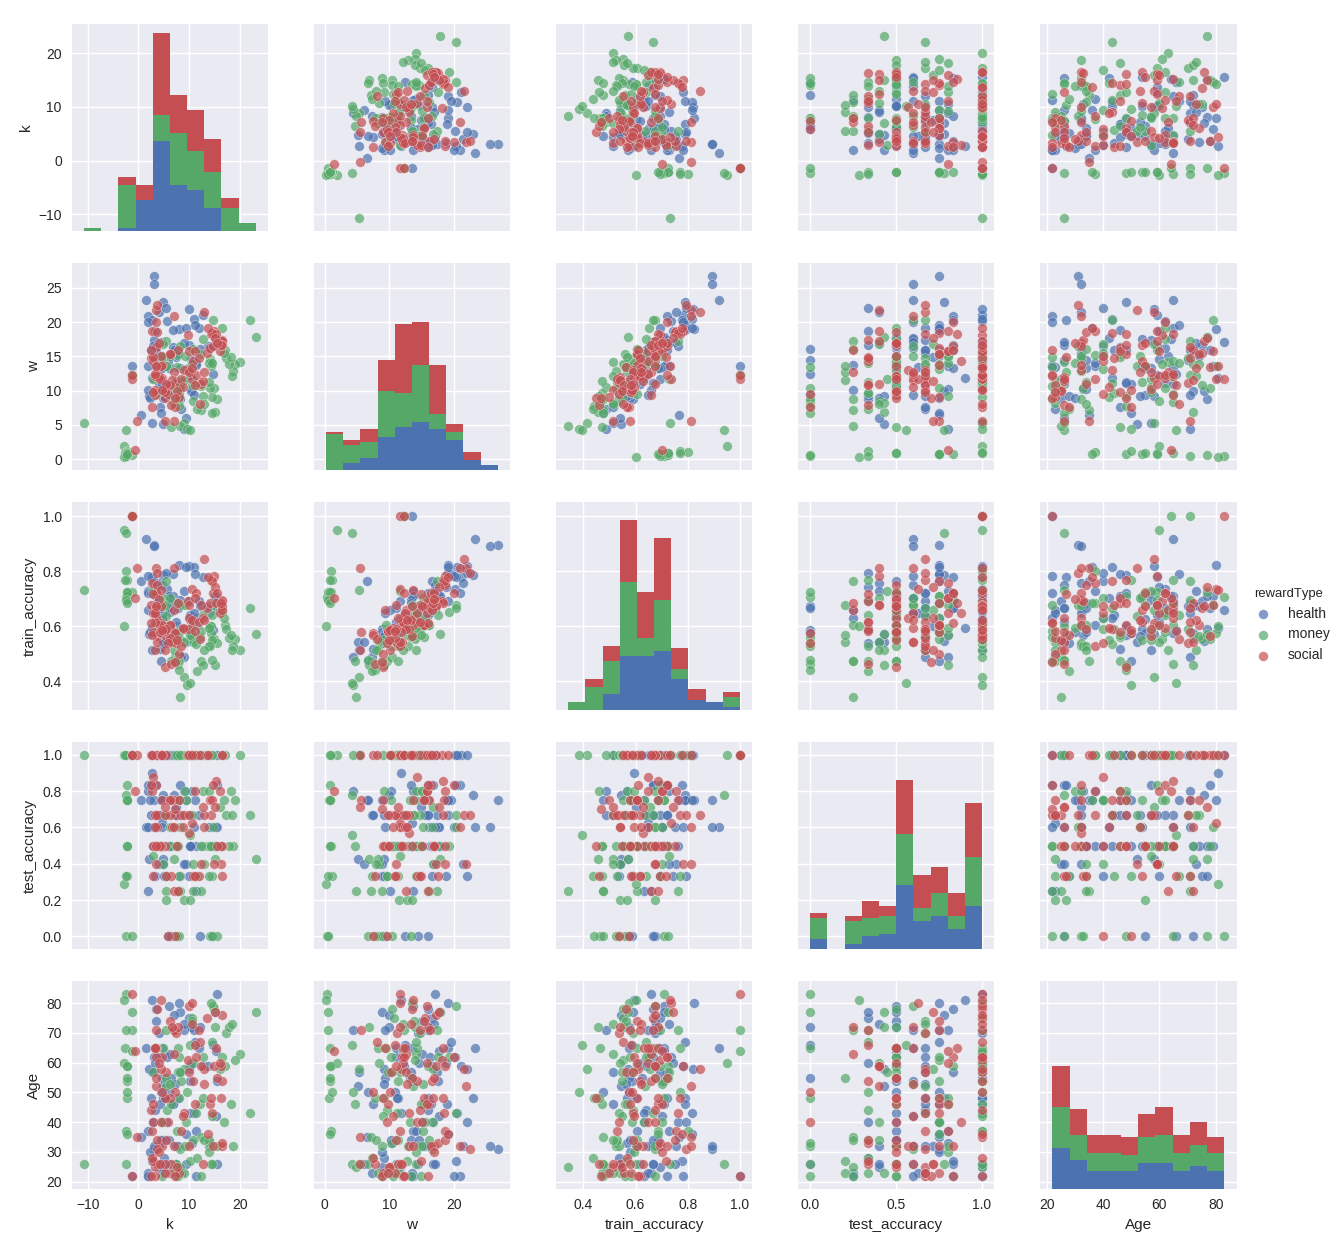 k
20
10
0
−10
w
25
20
15
10
5
0
train_accuracy
1.0
0.8
0.6
0.4
rewardType
health
money
social
test_accuracy
1.0
0.8
0.6
0.4
0.2
0.0
Age
80
70
60
50
40
30
20
−10 0 10 20
k
0 10 20
w
0.4 0.6 0.8 1.0
train_accuracy
0.0 0.5 1.0
test_accuracy
20 40 60 80
Age